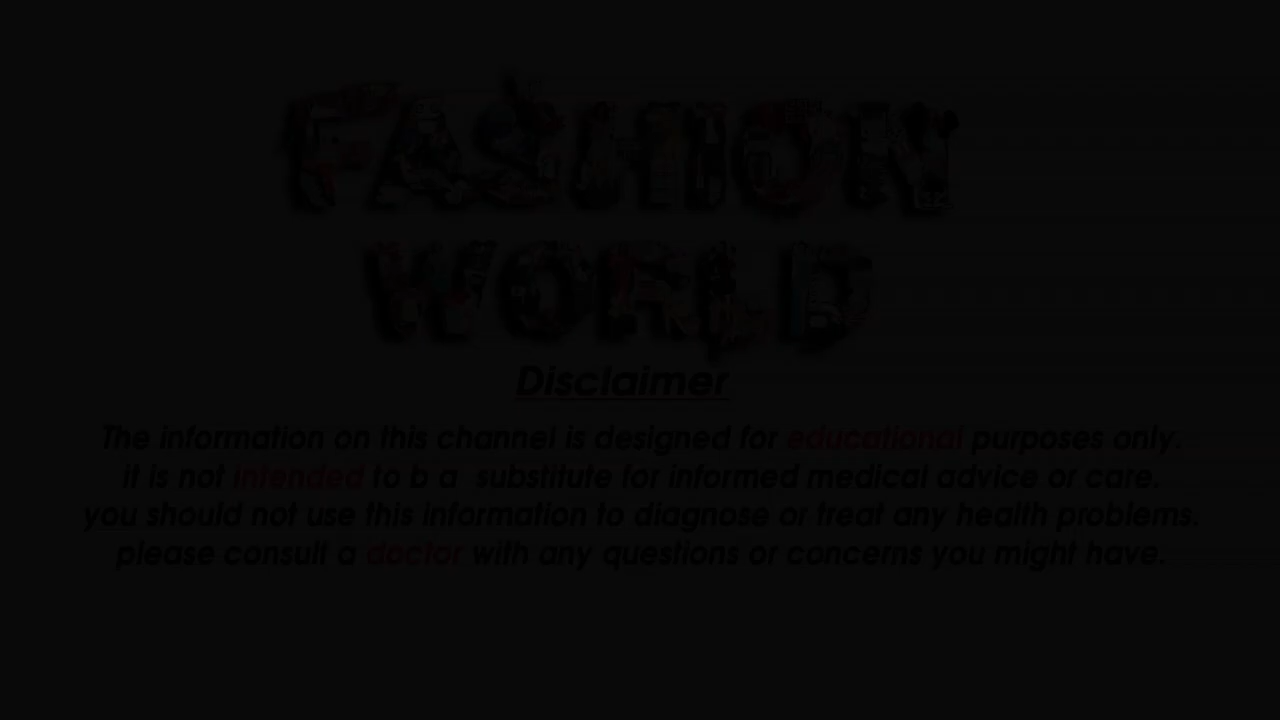 FASHION
WORLD
Disclaimer
The information on this channel is designed for educational purposes only.
it is not intended to b a substitute for informed medical advice or care.
you should not use this information to diagnose or treat any health problems.
please consult a doctor with any questions or concerns you might have.